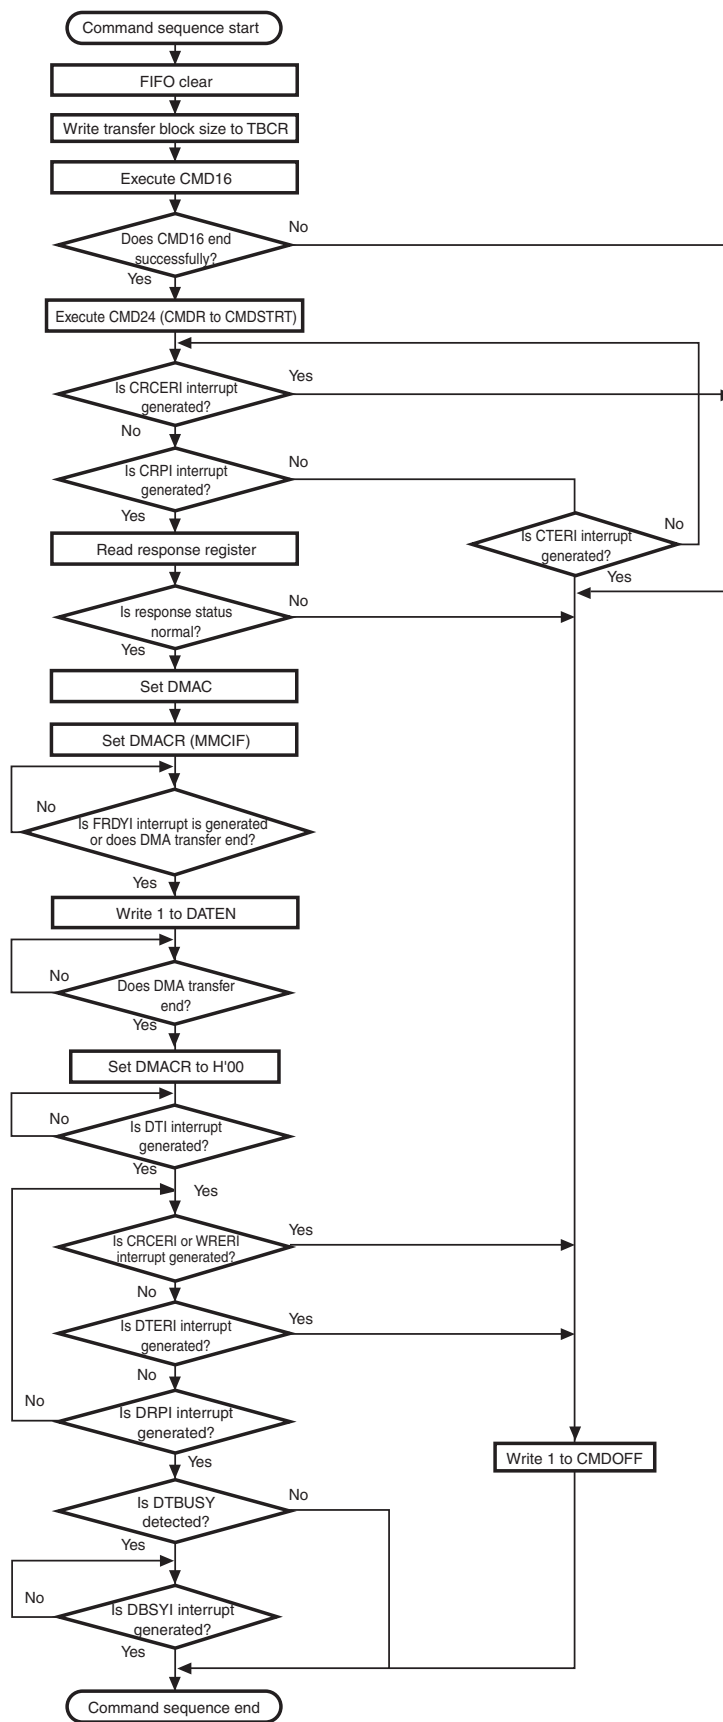 Command sequence start
FIFO clear
Write transfer block size to TBCR
Execute CMD16
No
Does CMD16 end
successfully?
Yes
Execute CMD24 (CMDR to CMDSTRT)
Is CRCERI interrupt
generated?
Yes
No
Is CRPI interrupt
generated?
No
Yes
Is CTERI interrupt
generated?
No
Yes
Read response register
Is response status
normal?
No
Yes
Set DMAC
Set DMACR (MMCIF)
No
Is FRDYI interrupt is generated
or does DMA transfer end?
Yes
Write 1 to DATEN
No
Does DMA transfer
end?
Yes
Set DMACR to H'00
No
Is DTI interrupt
generated?
Yes
Yes
Is CRCERI or WRERI
interrupt generated?
Yes
No
Is DTERI interrupt
generated?
Yes
No
No
Is DRPI interrupt
generated?
Yes
Write 1 to CMDOFF
Is DTBUSY
detected?
No
Yes
No
Is DBSYI interrupt
generated?
Yes
Command sequence end